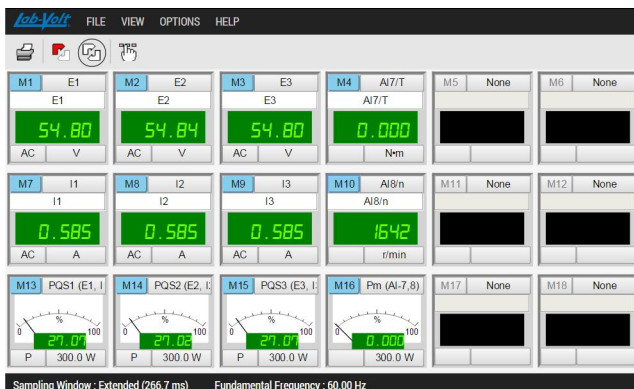 Lab-Volt FILE VIEW OPTIONS HELP
M1 E1 M2 E2 M3 E3 M4 AI7/T M5 None M6 None
E1 E2 E3 AI7/T
54.80 54.84 54.80 0.000
AC V AC V AC V N•m
M7 I1 M8 I2 M9 I3 M10 AI8/n M11 None M12 None
I1 I2 I3 AI8/n
0.585 0.585 0.585 1642
AC A AC A AC A r/min
M13 PQS1 (E1, I M14 PQS2 (E2, I: M15 PQS3 (E3, I: M16 Pm (AI-7,8) M17 None M18 None
% % % %
0 100 0 100 0 100 0 100
27.07 27.02 27.07 0.000
P 300.0 W P 300.0 W P 300.0 W 300.0 W
Sampling Window : Extended (266.7 ms) Fundamental Frequency : 60.00 Hz